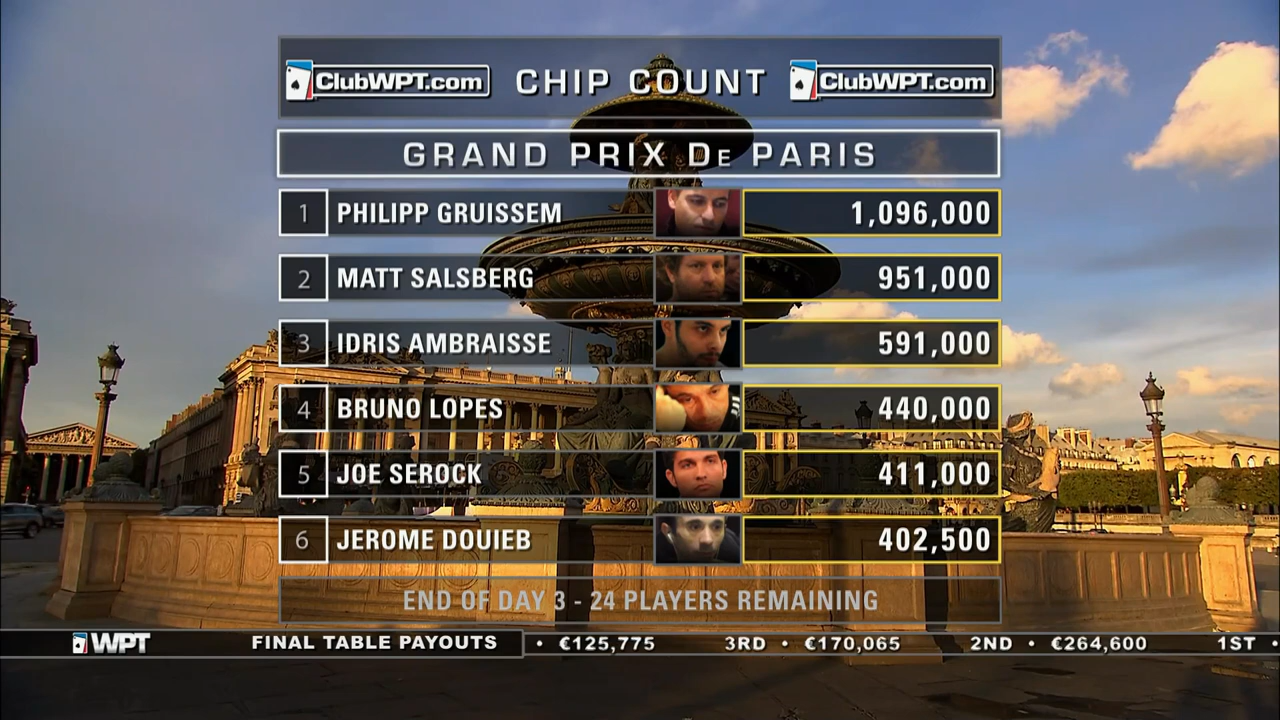 ClubWPT.com CHIP COUNT ClubWPT.com
GRAND PRIX DE PARIS
1 PHILIPP GRUISSEM 1,096,000
2 MATT SALSBERG 951,000
3 IDRIS AMBRAISSE 591,000
4 BRUNO LOPES 440,000
5 JOE SEROCK 411,000
6 JEROME DOUIEB 402,500
END OF DAY 3 - 24 PLAYERS REMAINING
WPT FINAL TABLE PAYOUTS • €125,775 3RD • €170,065 2ND • €264,600 1ST •